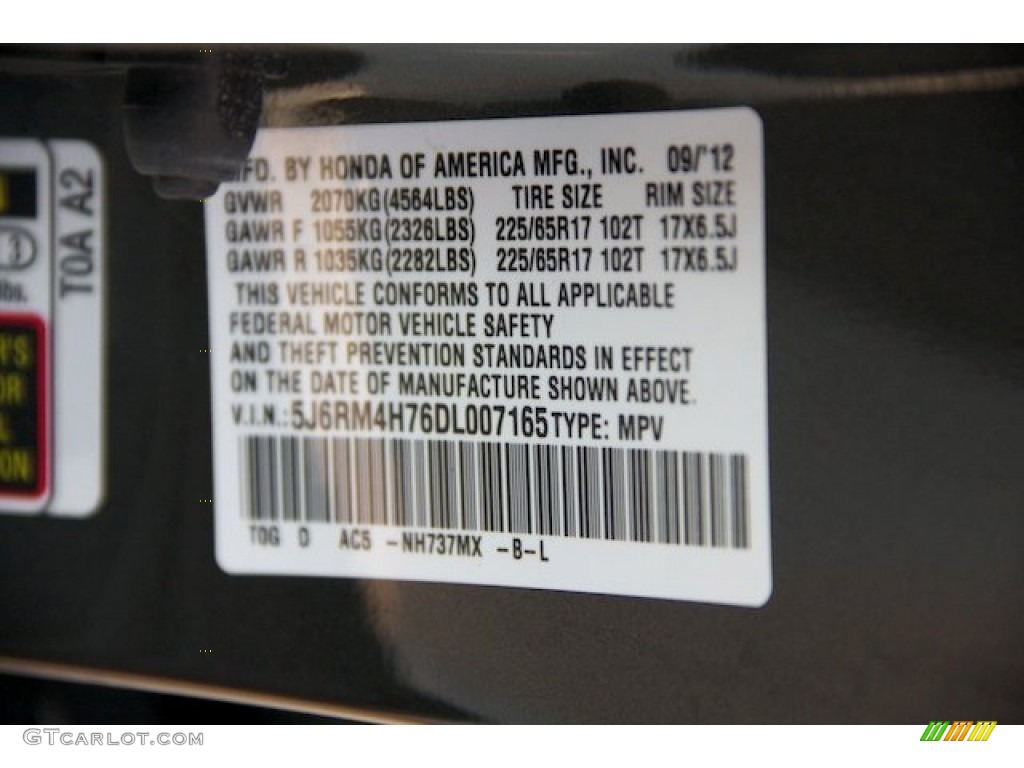 MFD. BY HONDA OF AMERICA MFG., INC. 09/'12
GVWR 2070KG(4564LBS) TIRE SIZE RIM SIZE
GAWR F 1055KG(2326LBS) 225/65R17 102T 17X6.5J
GAWR R 1035KG(2282LBS) 225/65R17 102T 17X6.5J
THIS VEHICLE CONFORMS TO ALL APPLICABLE
FEDERAL MOTOR VEHICLE SAFETY
AND THEFT PREVENTION STANDARDS IN EFFECT
ON THE DATE OF MANUFACTURE SHOWN ABOVE.
V.I.N.: 5J6RM4H76DL007165 TYPE: MPV
TOG D AC5 -NH737MX -B-L
T0A A2
GTCARLOT.COM